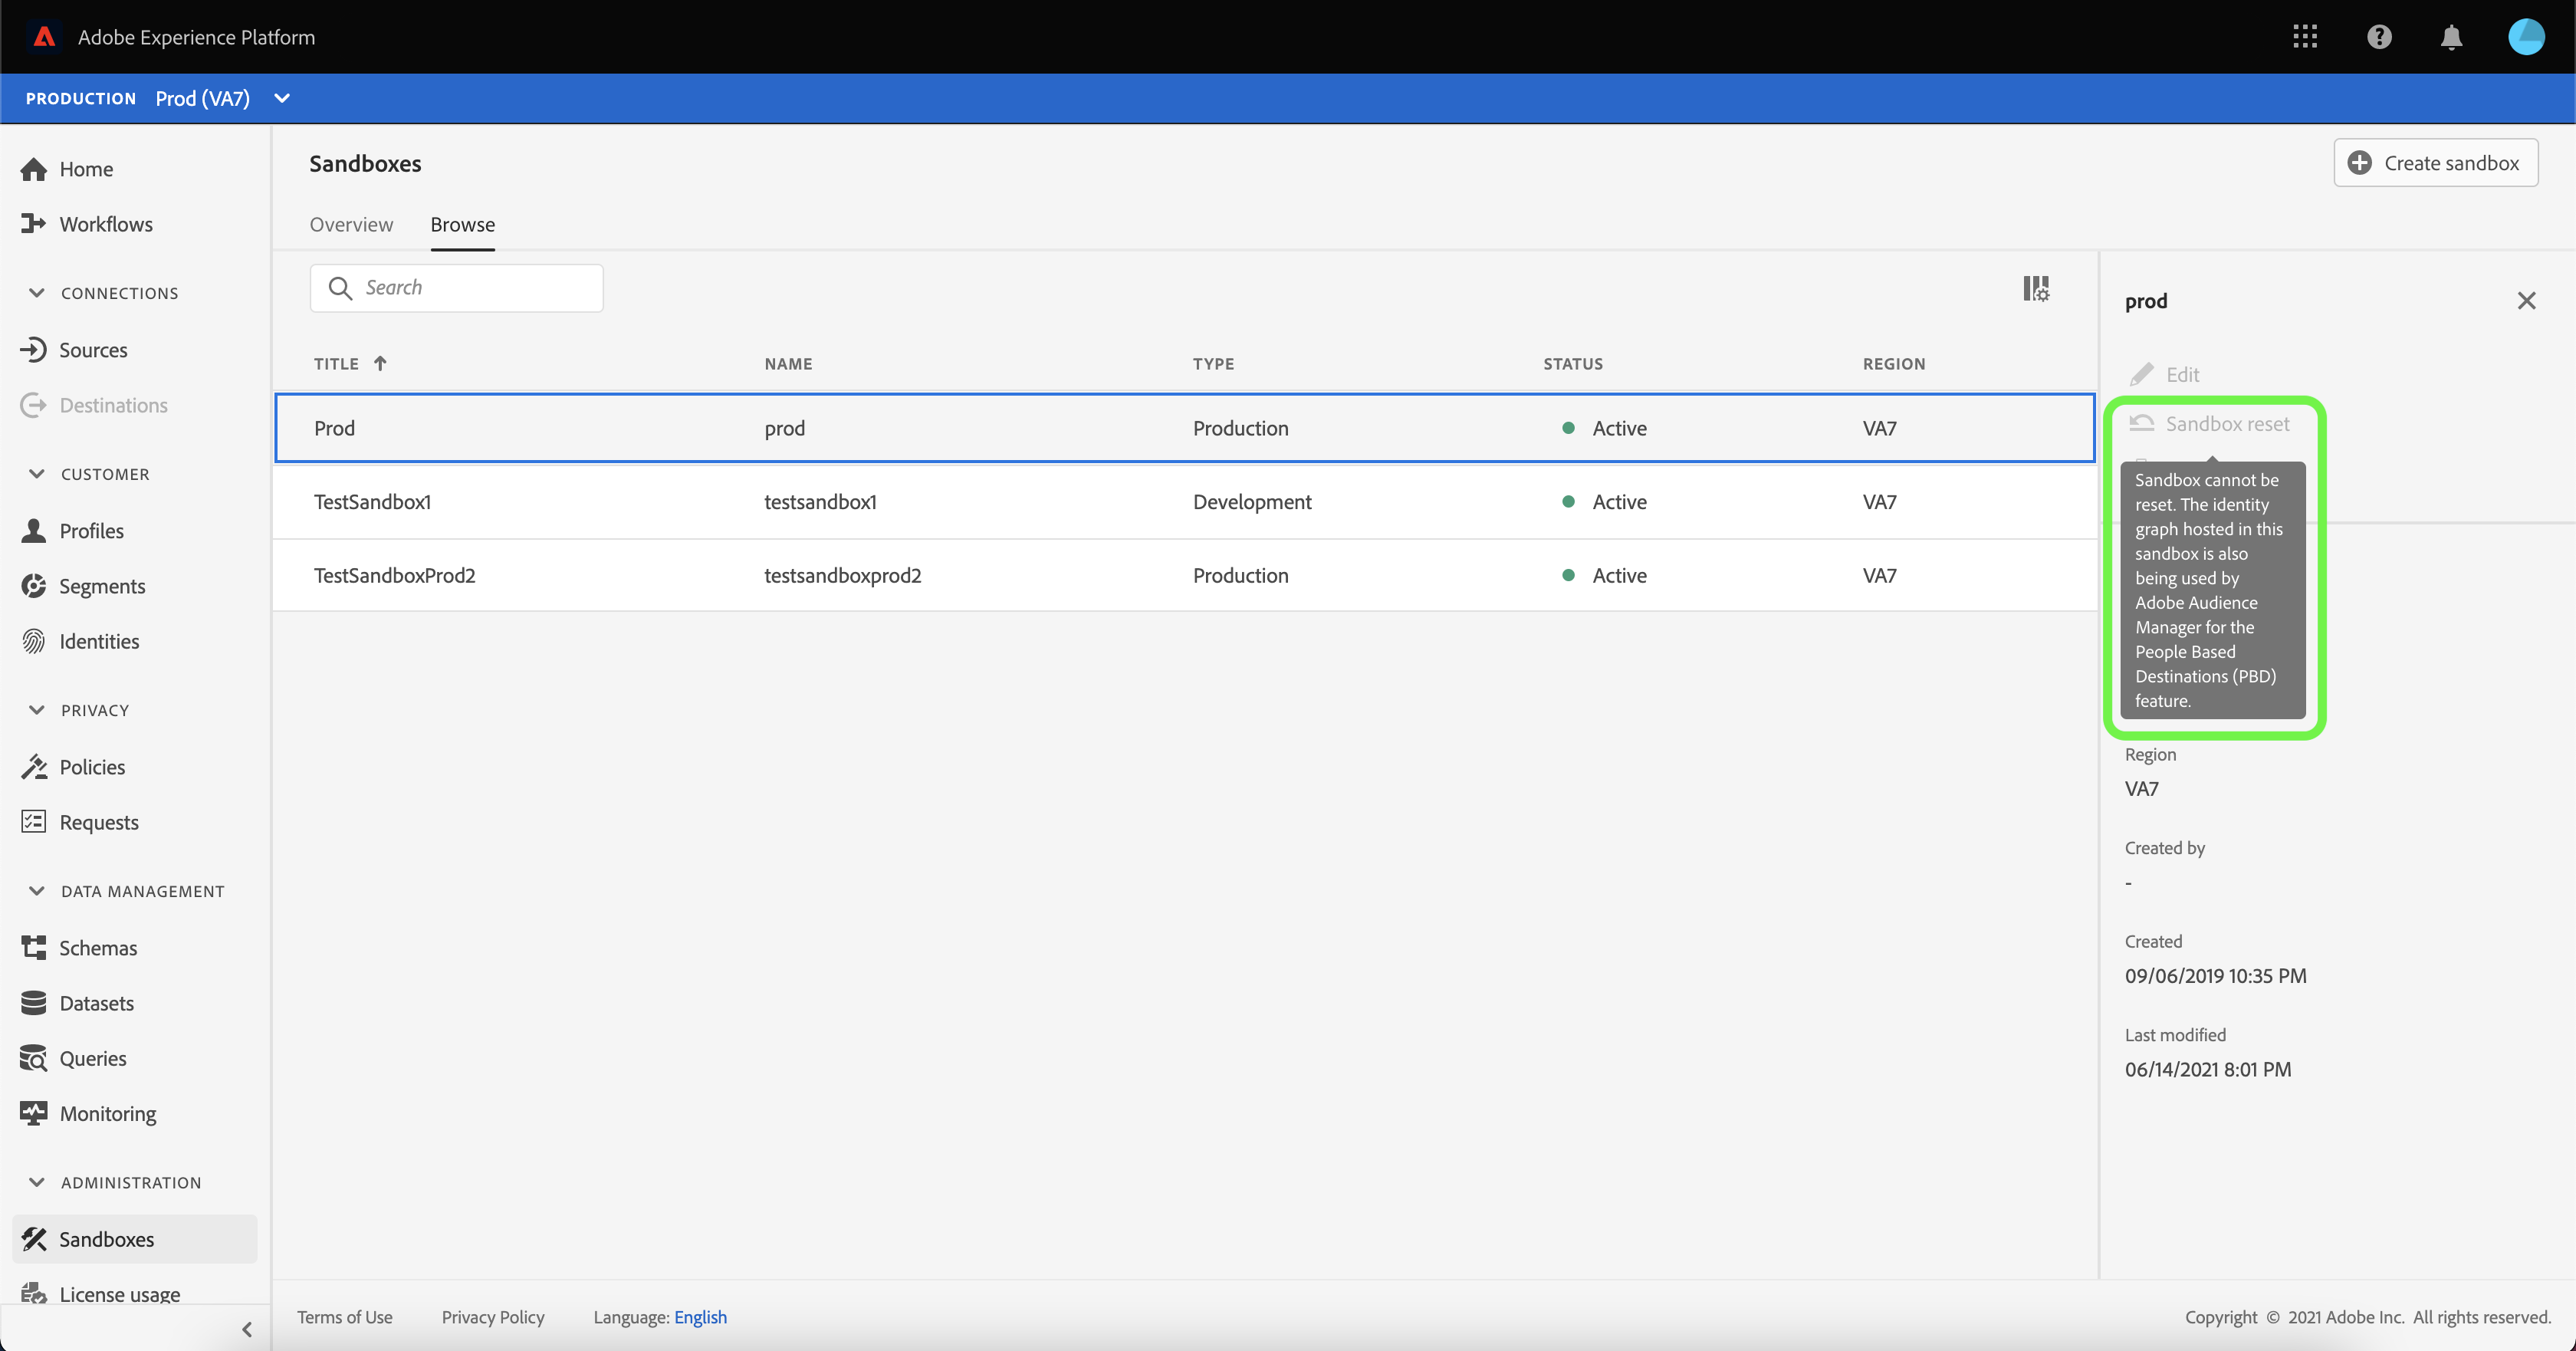 Adobe Experience Platform
PRODUCTION Prod (VA7)
Home
Workflows
CONNECTIONS
Sources
Destinations
CUSTOMER
Profiles
Segments
Identities
PRIVACY
Policies
Requests
DATA MANAGEMENT
Schemas
Datasets
Queries
Monitoring
ADMINISTRATION
Sandboxes
License usage
Sandboxes
Create sandbox
Overview Browse
Search
TITLE NAME TYPE STATUS REGION
Prod prod Production Active VA7
TestSandbox1 testsandbox1 Development Active VA7
TestSandboxProd2 testsandboxprod2 Production Active VA7
prod
Edit
Sandbox reset
Sandbox cannot be
reset. The identity
graph hosted in this
sandbox is also
being used by
Adobe Audience
Manager for the
People Based
Destinations (PBD)
feature.
Region
VA7
Created by
-
Created
09/06/2019 10:35 PM
Last modified
06/14/2021 8:01 PM
Terms of Use Privacy Policy Language: English
Copyright © 2021 Adobe Inc. All rights reserved.